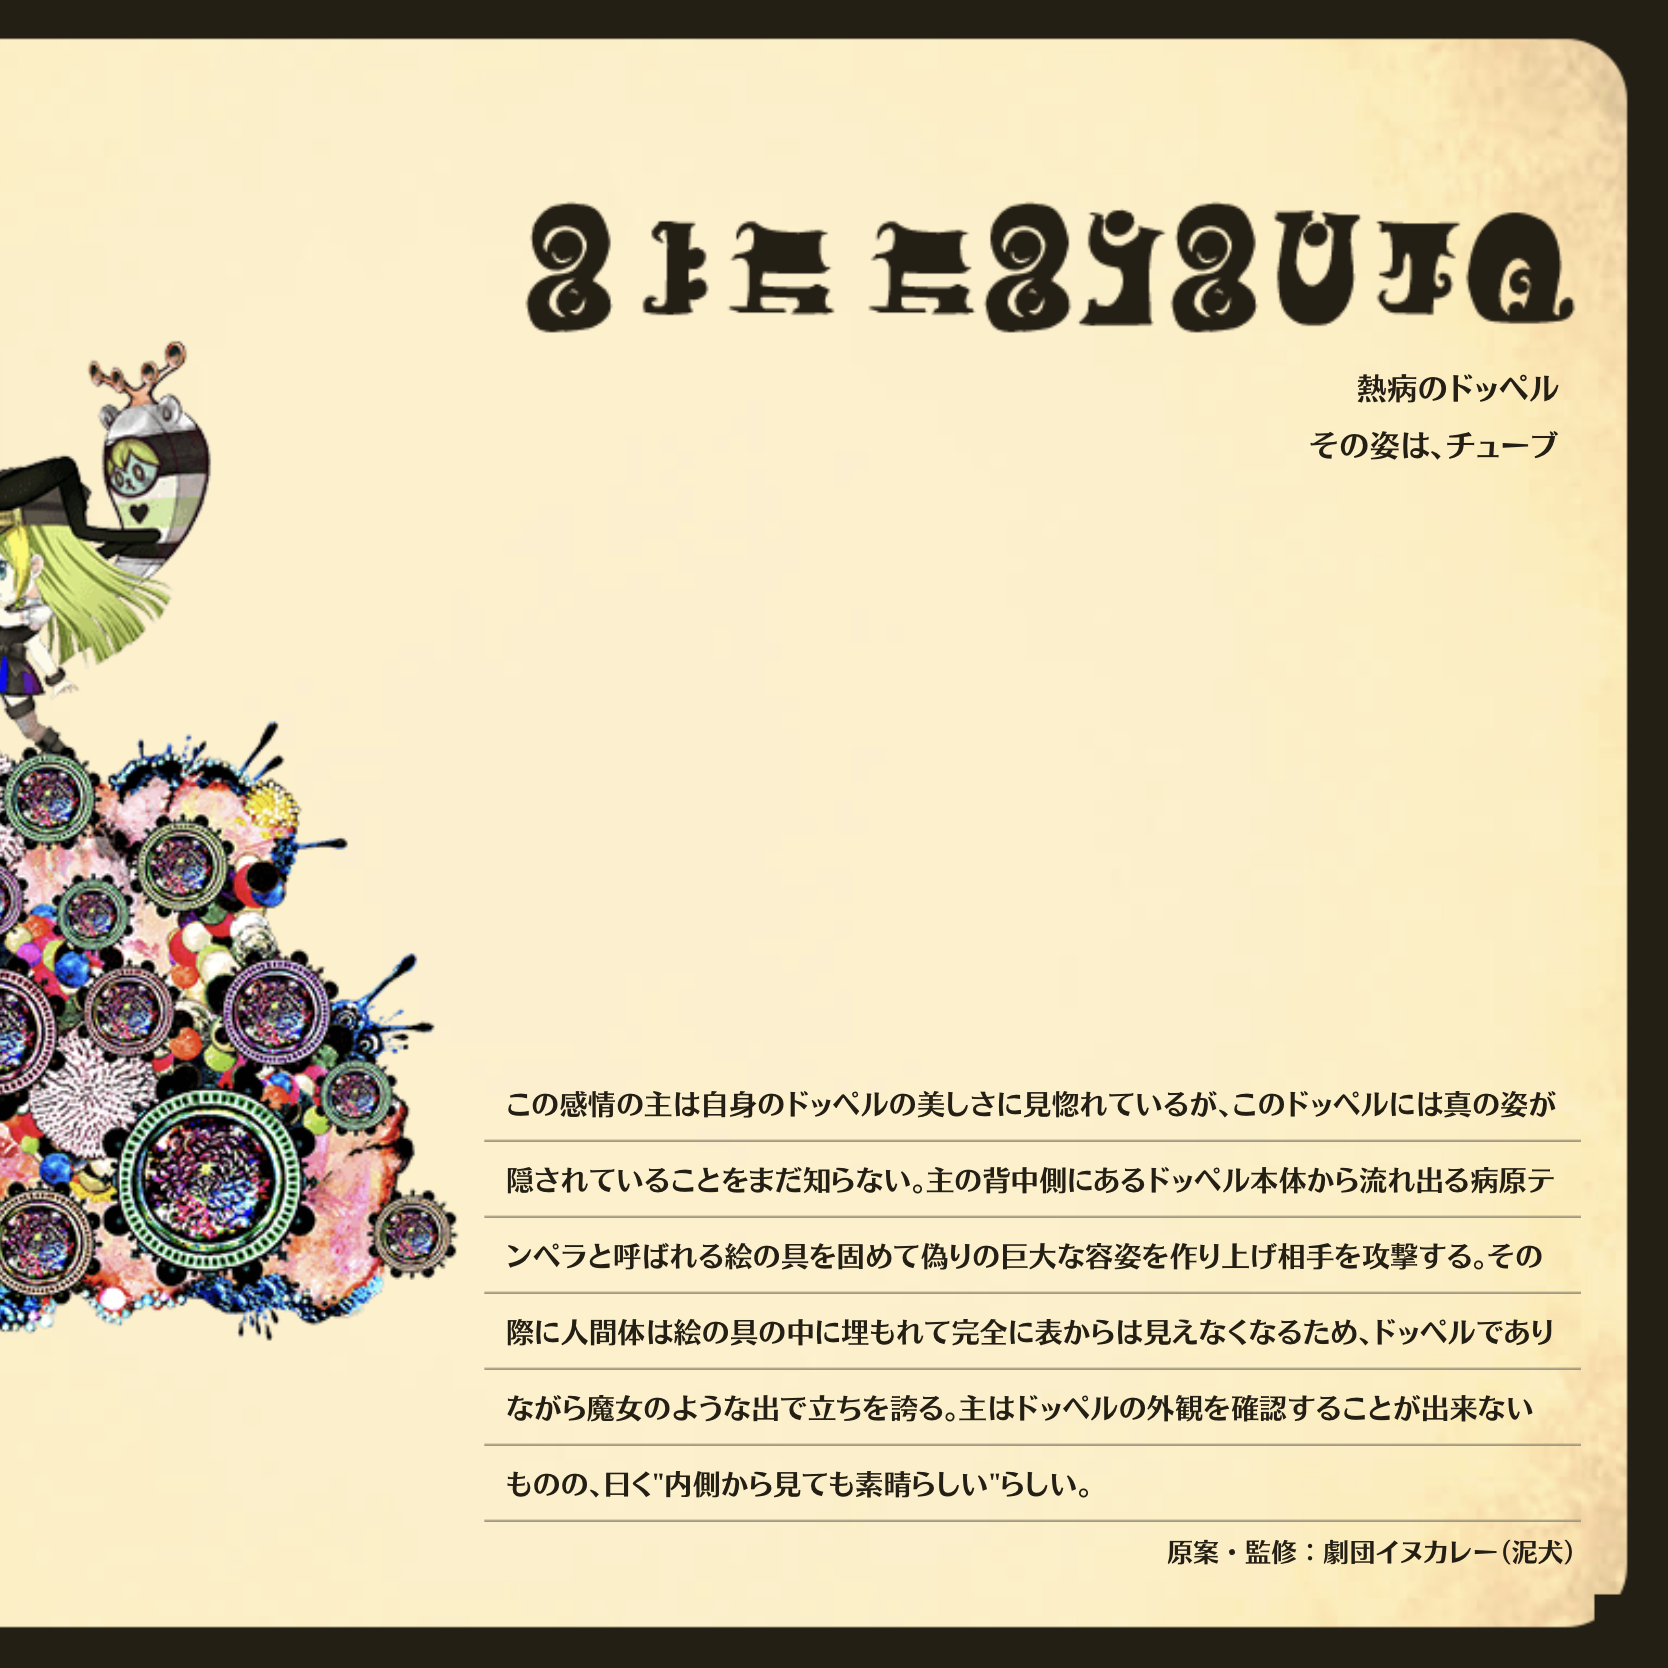 熱病のドッペル
その姿は、チューブ
この感情の主は自身のドッペルの美しさに見惚れているが、このドッペルには真の姿が
隠されていることをまだ知らない。主の背中側にあるドッペル本体から流れ出る病原テ
ンペラと呼ばれる絵の具を固めて偽りの巨大な容姿を作り上げ相手を攻撃する。その
際に人間体は絵の具の中に埋もれて完全に表からは見えなくなるため、ドッペルであり
ながら魔女のような出で立ちを誇る。主はドッペルの外観を確認することが出来ない
ものの、曰く"内側から見ても素晴らしい"らしい。
原案・監修：劇団イヌカレー（泥犬）